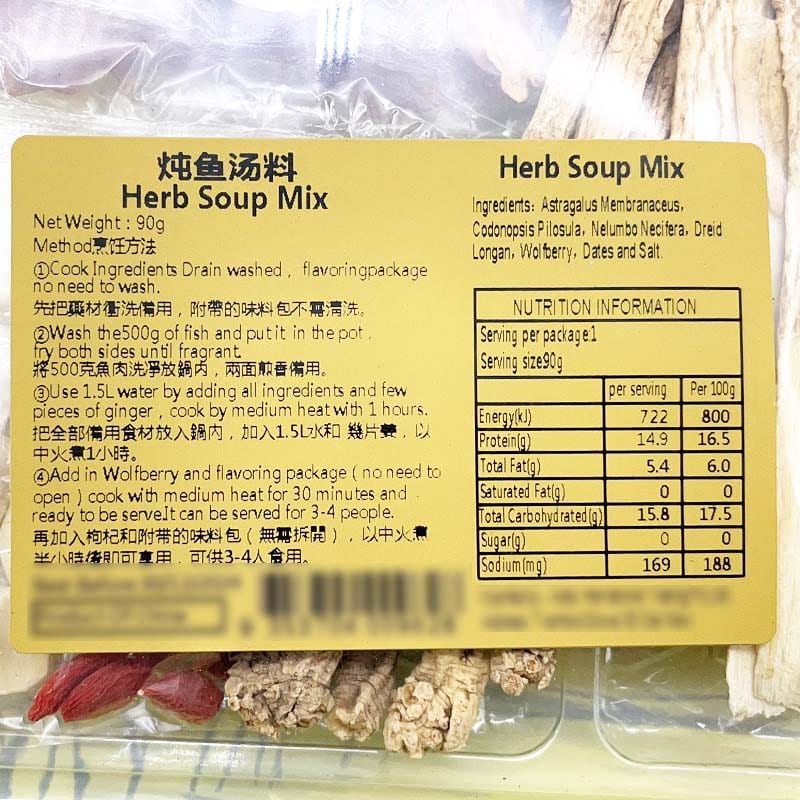 炖鱼汤料
Herb Soup Mix
Net Weight : 90g
Method烹饪方法
①Cook Ingredients Drain washed , flavoringpackage
no need to wash.
先把藥材衝洗備用，附帶的味料包不需清洗。
②Wash the500g of fish and put it in the pot .
fry both sides until fragrant.
將500克魚肉洗凈放鍋内，兩面煎香備用。
③Use 1.5L water by adding all ingredients and few
pieces of ginger , cook by medium heat with 1 hours.
把全部備用食材放入鍋内，加入1.5L水和 幾片姜，以
中火煮1小時。
④Add in Wolfberry and flavoring package ( no need to
open ) cook with medium heat for 30 minutes and
ready to be serve.It can be served for 3-4 people.
再加入枸杞和附带的味料包（無需拆開），以中火煮
半小時後即可享用，可供3-4人食用。
Herb Soup Mix
Ingredients: Astragalus Membranaceus,
Codonopsis Pilosula, Nelumbo Necifera, Dreid
Longan, Wolfberry, Dates and Salt.
NUTRITION INFORMATION
Serving per package:1
Serving size90g
per serving Per 100g
Energy(kJ) 722 800
Protein(g) 14.9 16.5
Total Fat(g) 5.4 6.0
Saturated Fat(g) 0 0
Total Carbohydrated(g) 15.8 17.5
Sugar(g) 0 0
Sodium(mg) 169 188